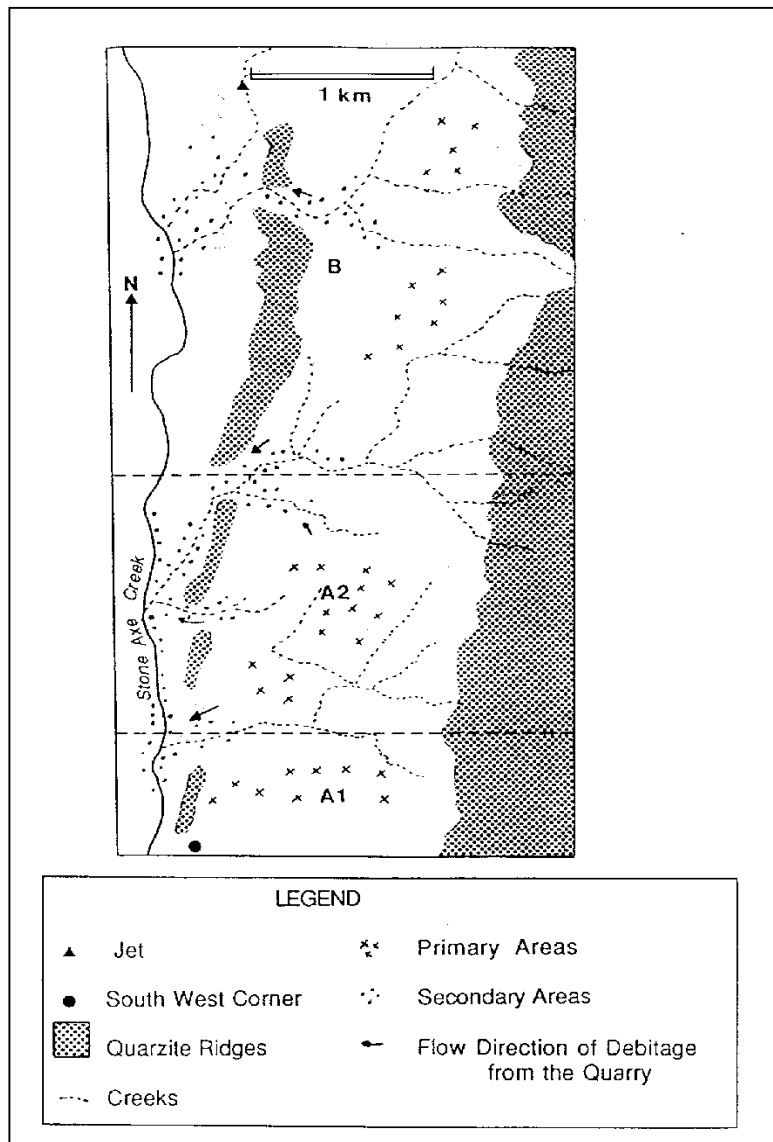 1 km
B
N
A2
Stone Axe Creek
A1
LEGEND
Jet
South West Corner
Quarzite Ridges
Creeks
Primary Areas
Secondary Areas
Flow Direction of Debitage
from the Quarry